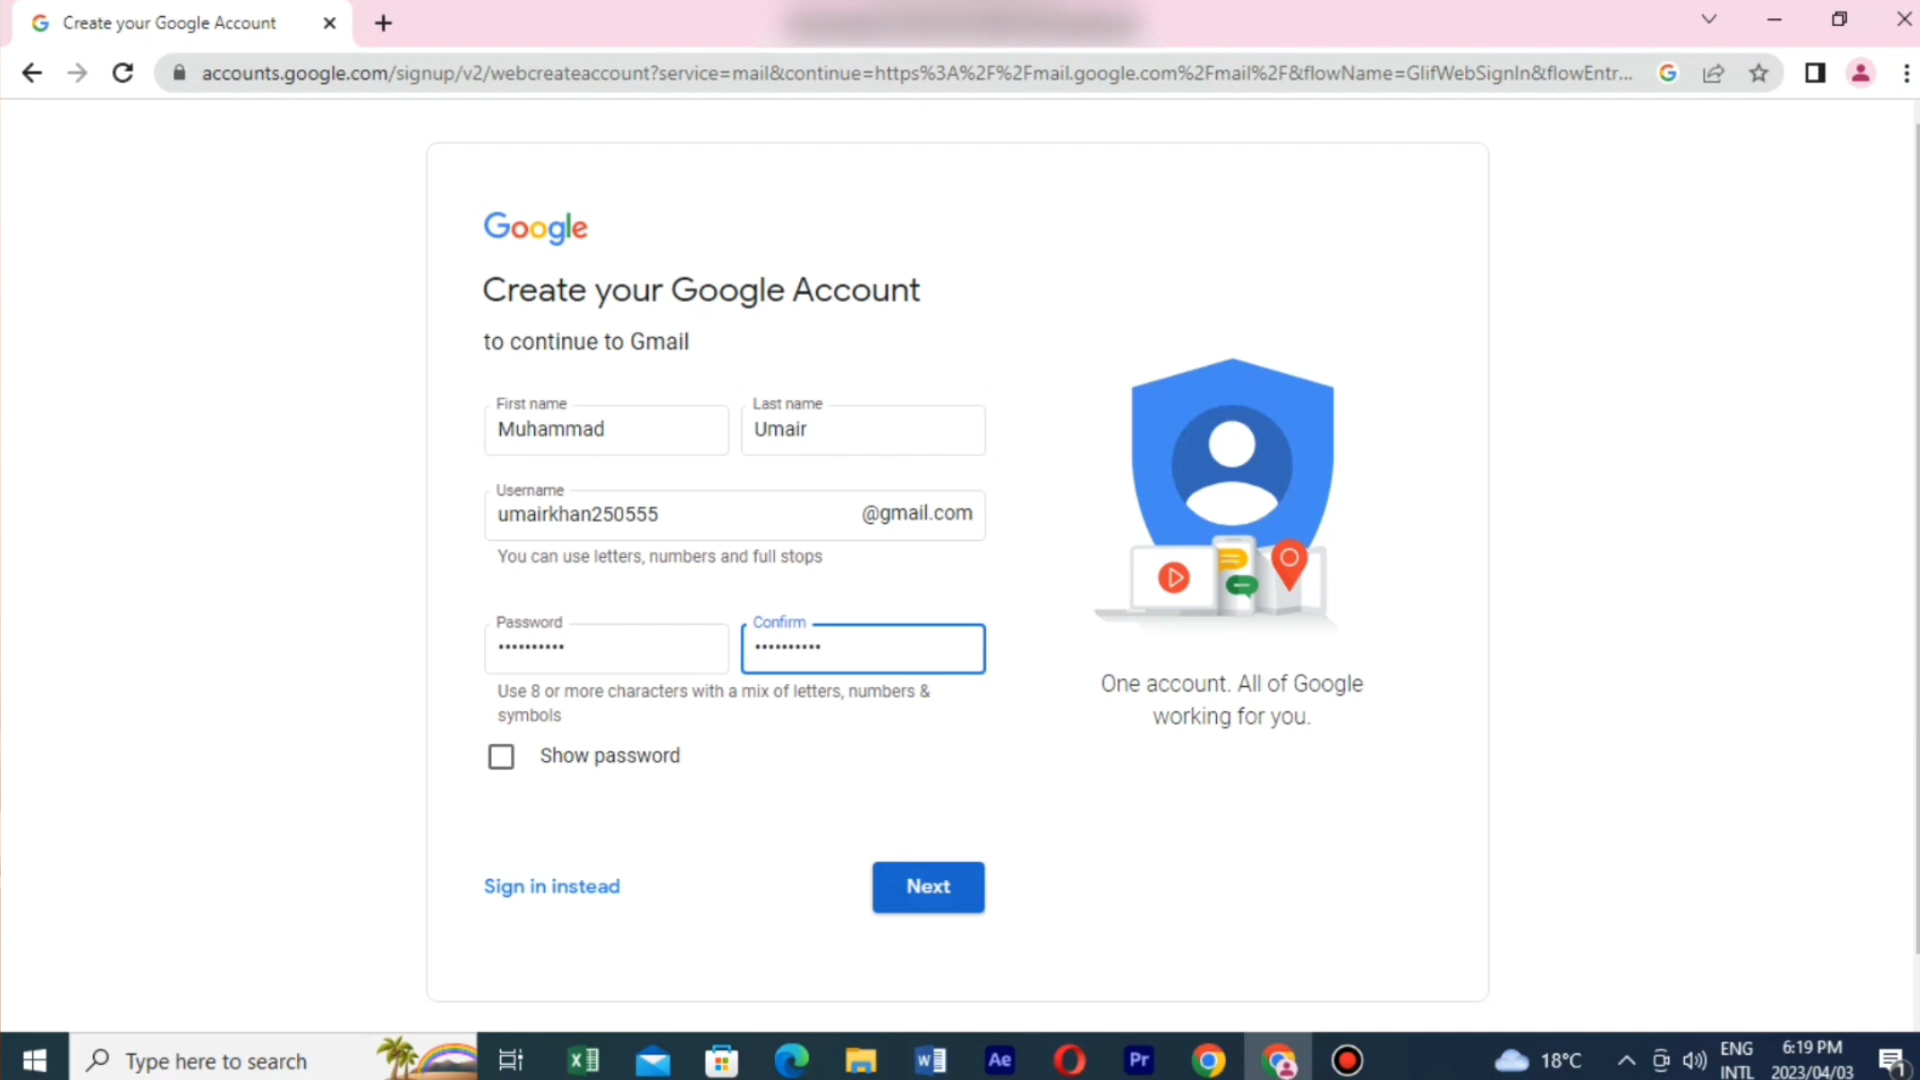 Create your Google Account
accounts.google.com/signup/v2/webcreateaccount?service=mail&continue=https%3A%2F%2Fmail.google.com%2Fmail%2F&flowName=GlifWebSignIn&flowEntr...
Google
Create your Google Account
to continue to Gmail
First name
Last name
Muhammad
Umair
Username
umairkhan250555
@gmail.com
You can use letters, numbers and full stops
Password
Confirm
••••••••••
••••••••••
Use 8 or more characters with a mix of letters, numbers &
symbols
Show password
Sign in instead
Next
One account. All of Google
working for you.
Type here to search
Ae
Pr
18°C
ENG
INTL
6:19 PM
2023/04/03
1